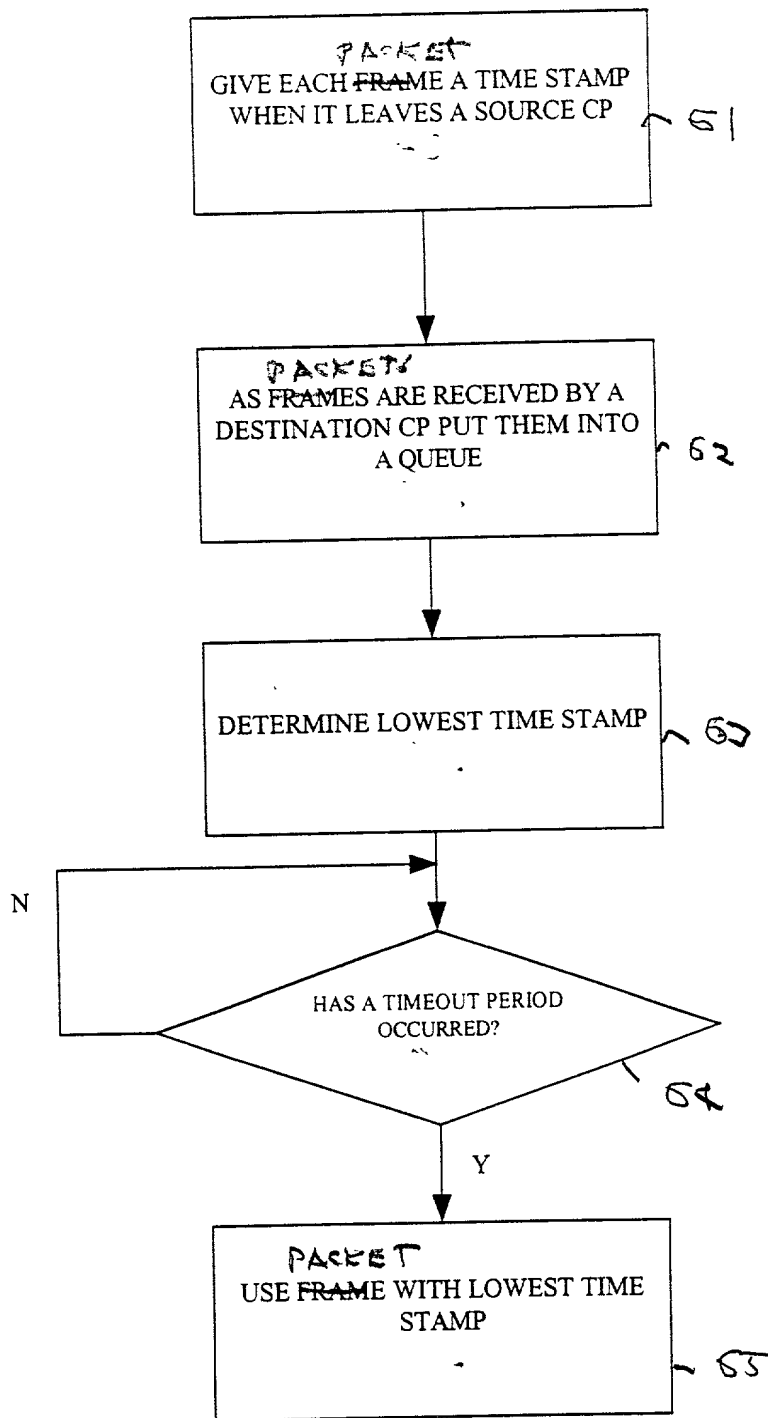 PACKET
GIVE EACH FRAME A TIME STAMP
WHEN IT LEAVES A SOURCE CP
61
PACKETS
AS FRAMES ARE RECEIVED BY A
DESTINATION CP PUT THEM INTO
A QUEUE
62
DETERMINE LOWEST TIME STAMP
63
N
HAS A TIMEOUT PERIOD
OCCURRED?
64
Y
PACKET
USE FRAME WITH LOWEST TIME
STAMP
65